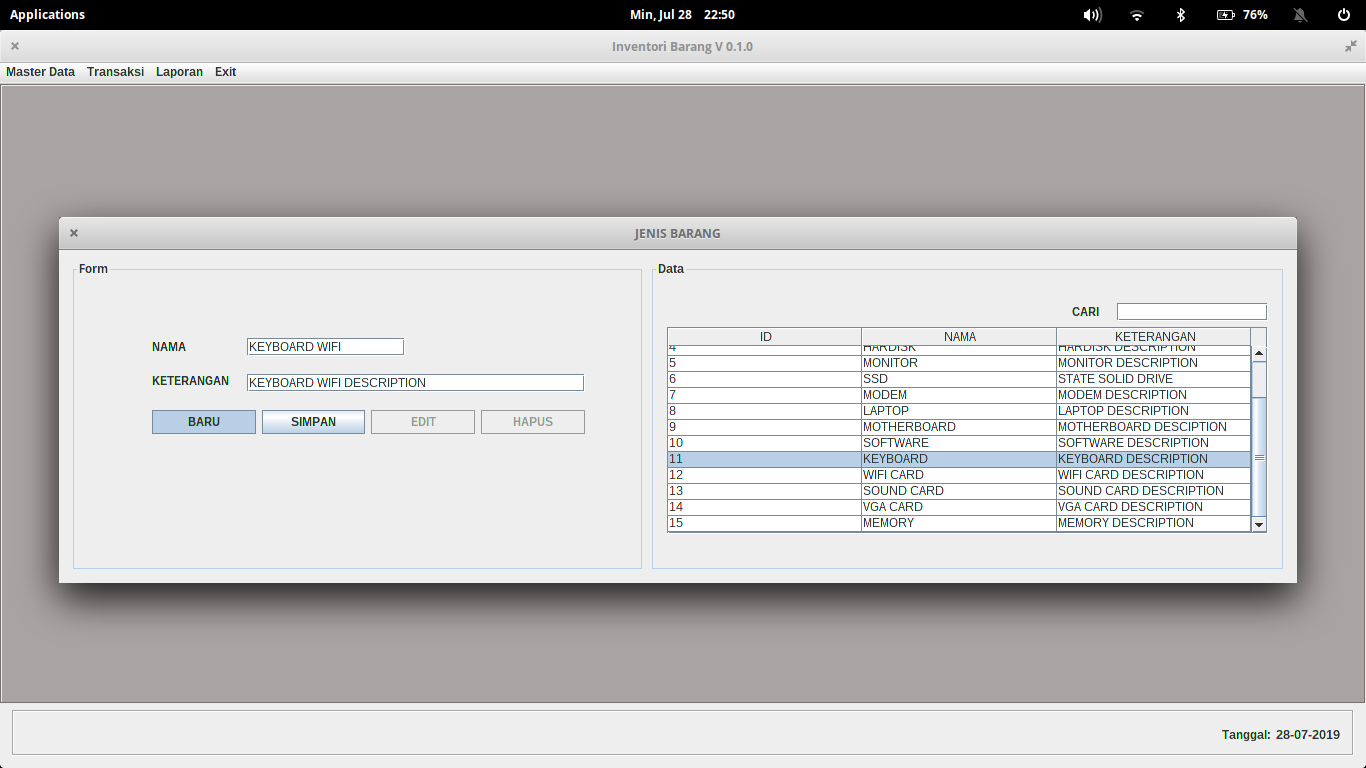 Applications Min, Jul 28 22:50 76%
Inventori Barang V 0.1.0
Master Data Transaksi Laporan Exit
JENIS BARANG
Form
NAMA KEYBOARD WIFI
KETERANGAN KEYBOARD WIFI DESCRIPTION
BARU SIMPAN EDIT HAPUS
Data
CARI
ID NAMA KETERANGAN
4 HARDISK HARDISK DESCRIPTION
5 MONITOR MONITOR DESCRIPTION
6 SSD STATE SOLID DRIVE
7 MODEM MODEM DESCRIPTION
8 LAPTOP LAPTOP DESCRIPTION
9 MOTHERBOARD MOTHERBOARD DESCIPTION
10 SOFTWARE SOFTWARE DESCRIPTION
11 KEYBOARD KEYBOARD DESCRIPTION
12 WIFI CARD WIFI CARD DESCRIPTION
13 SOUND CARD SOUND CARD DESCRIPTION
14 VGA CARD VGA CARD DESCRIPTION
15 MEMORY MEMORY DESCRIPTION
Tanggal: 28-07-2019